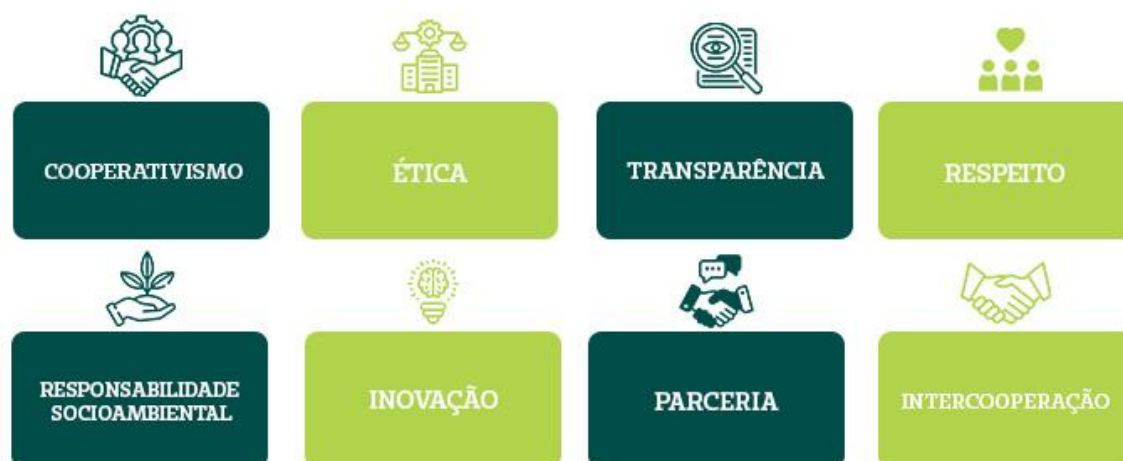 COOPERATIVISMO
ÉTICA
TRANSPARÊNCIA
RESPEITO
RESPONSABILIDADE
SOCIOAMBIENTAL
INOVAÇÃO
PARCERIA
INTERCOOPERAÇÃO